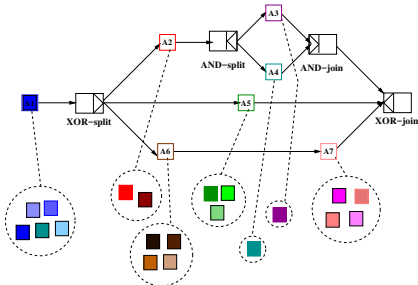 A3
A2
AND-split
A4
AND-join
A1
A5
XOR-split
XOR-join
A6
A7